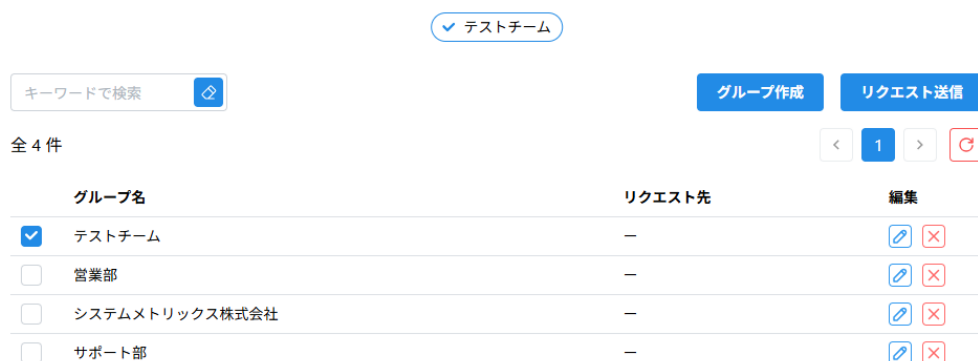 テストチーム
キーワードで検索
グループ作成 リクエスト送信
全 4 件
1
グループ名 リクエスト先 編集
テストチーム ー
営業部 ー
システムメトリックス株式会社 ー
サポート部 ー